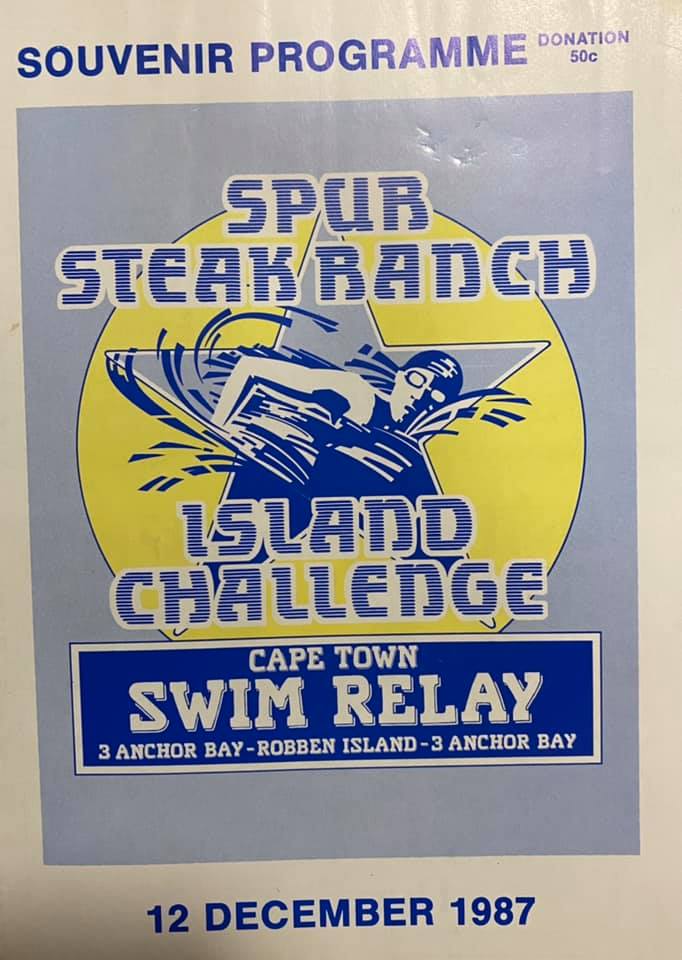 SOUVENIR PROGRAMME
DONATION
50c
SPUR
STEAK RANCH
ISLAND
CHALLENGE
CAPE TOWN
SWIM RELAY
3 ANCHOR BAY-ROBBEN ISLAND-3 ANCHOR BAY
12 DECEMBER 1987